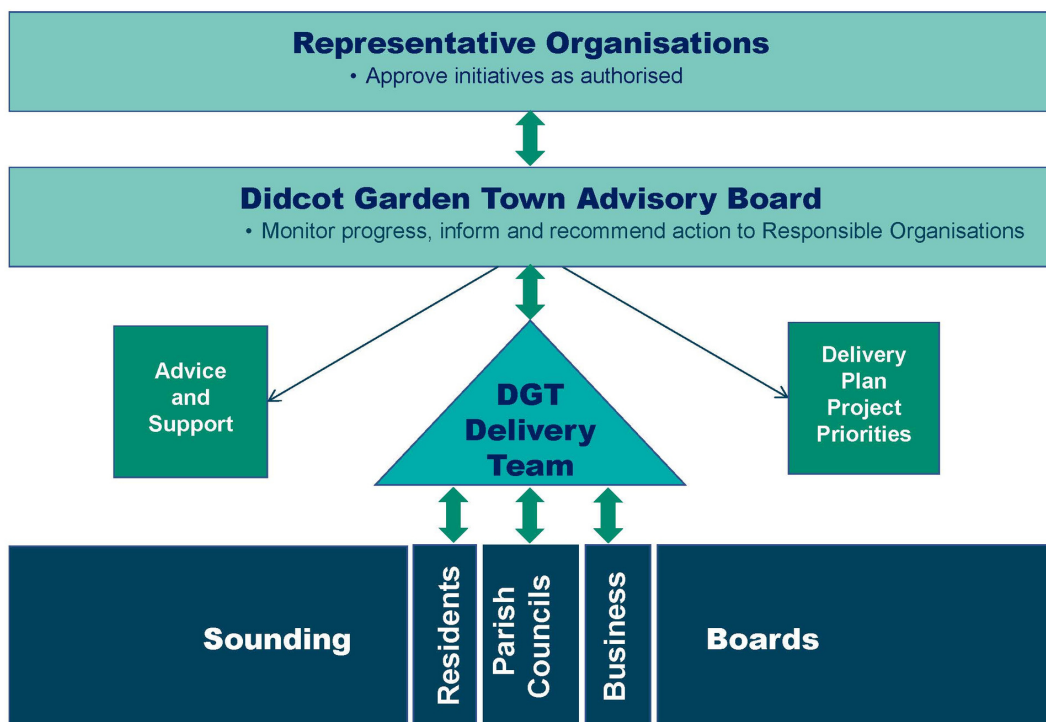 Representative Organisations
• Approve initiatives as authorised
Didcot Garden Town Advisory Board
• Monitor progress, inform and recommend action to Responsible Organisations
Advice
and
Support
DGT
Delivery
Team
Delivery
Plan
Project
Priorities
Sounding
Residents
Parish
Councils
Business
Boards